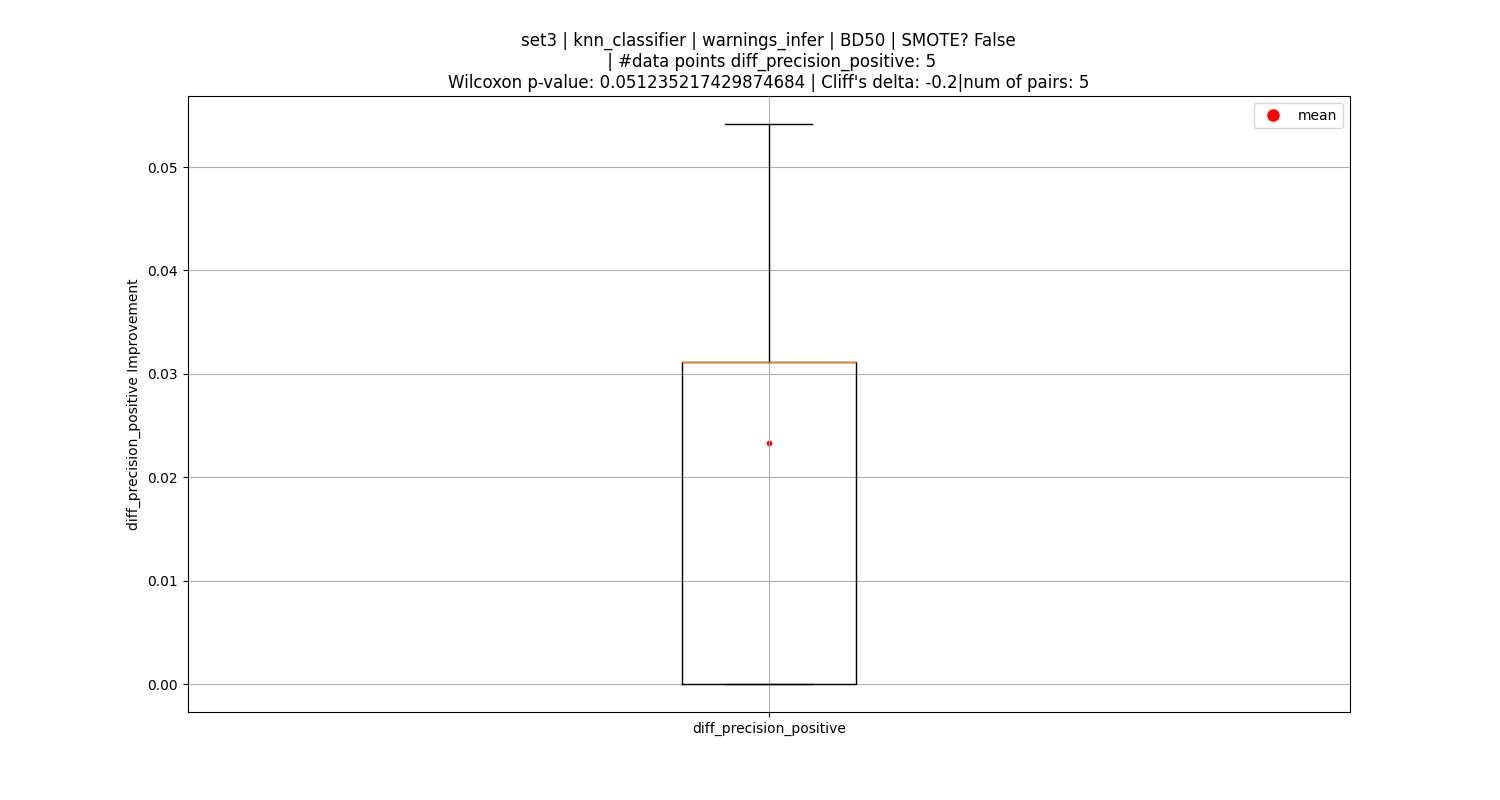 set3 | knn_classifier | warnings_infer | BD50 | SMOTE? False
| #data points diff_precision_positive: 5
Wilcoxon p-value: 0.051235217429874684 | Cliff's delta: -0.2|num of pairs: 5
mean
0.05
0.04
0.03
0.02
0.01
0.00
diff_precision_positive Improvement
diff_precision_positive